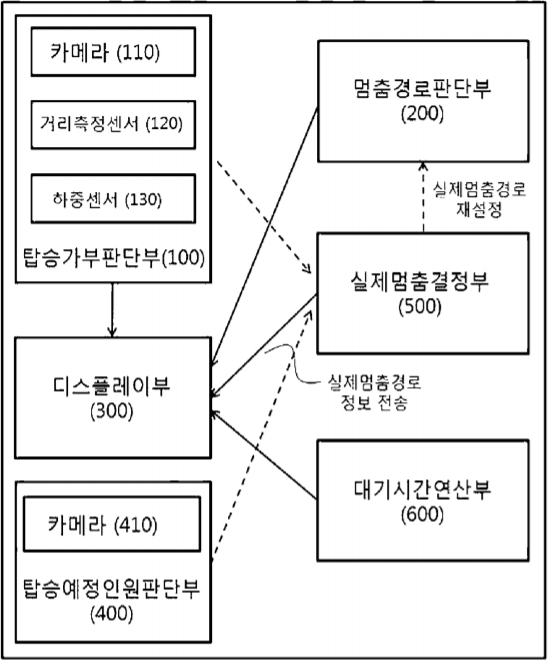 카메라 (110)
거리측정센서 (120)
하중센서 (130)
탑승가부판단부(100)
멈춤경로판단부
(200)
실제멈춤경로
재설정
실제멈춤결정부
(500)
디스플레이부
(300)
실제멈춤경로
정보 전송
대기시간연산부
(600)
카메라 (410)
탑승예정인원판단부
(400)